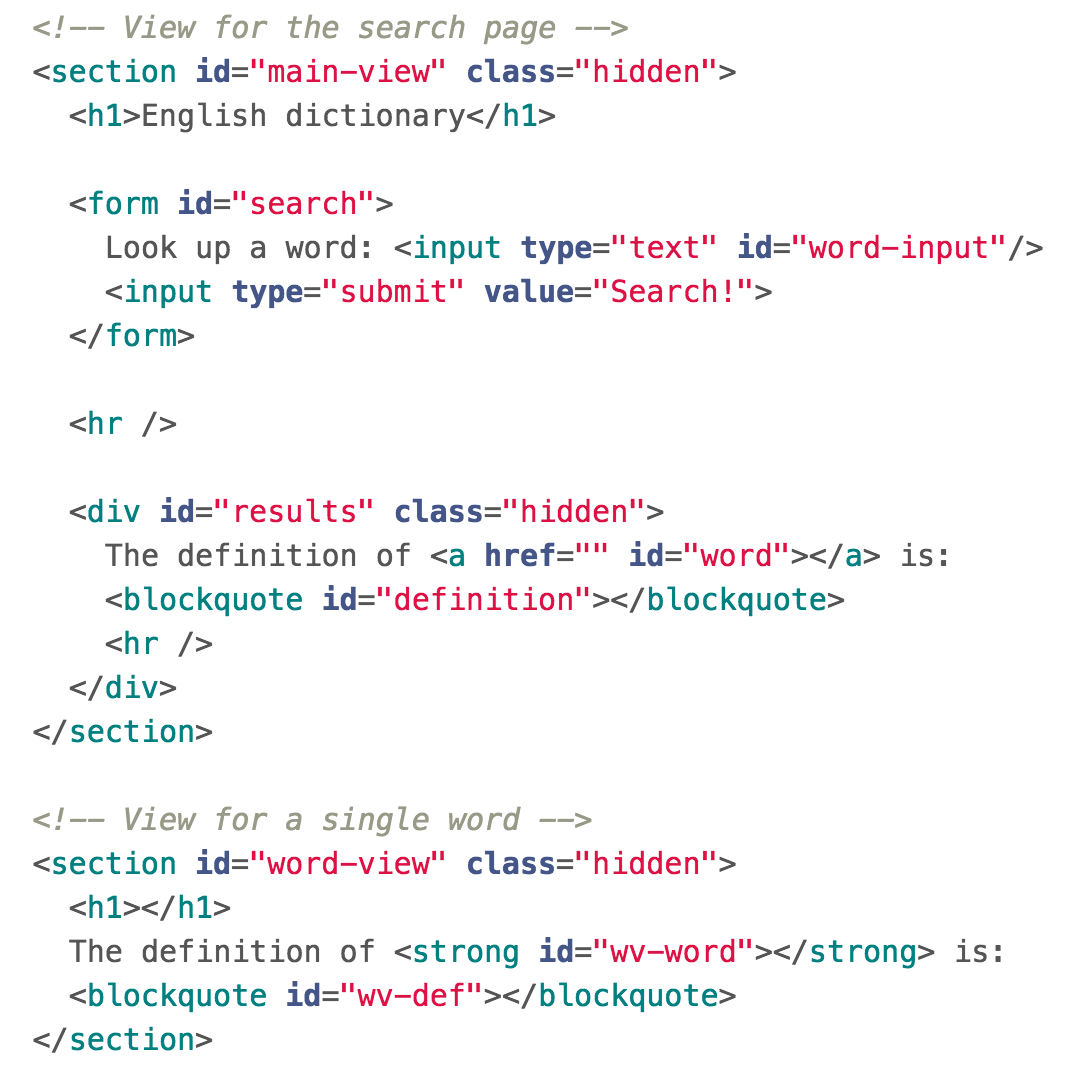 <!-- View for the search page -->
<section id="main-view" class="hidden">
  <h1>English dictionary</h1>

  <form id="search">
    Look up a word: <input type="text" id="word-input"/>
    <input type="submit" value="Search!">
  </form>

  <hr />

  <div id="results" class="hidden">
    The definition of <a href="" id="word"></a> is:
    <blockquote id="definition"></blockquote>
    <hr />
  </div>
</section>

<!-- View for a single word -->
<section id="word-view" class="hidden">
  <h1></h1>
  The definition of <strong id="wv-word"></strong> is:
  <blockquote id="wv-def"></blockquote>
</section>